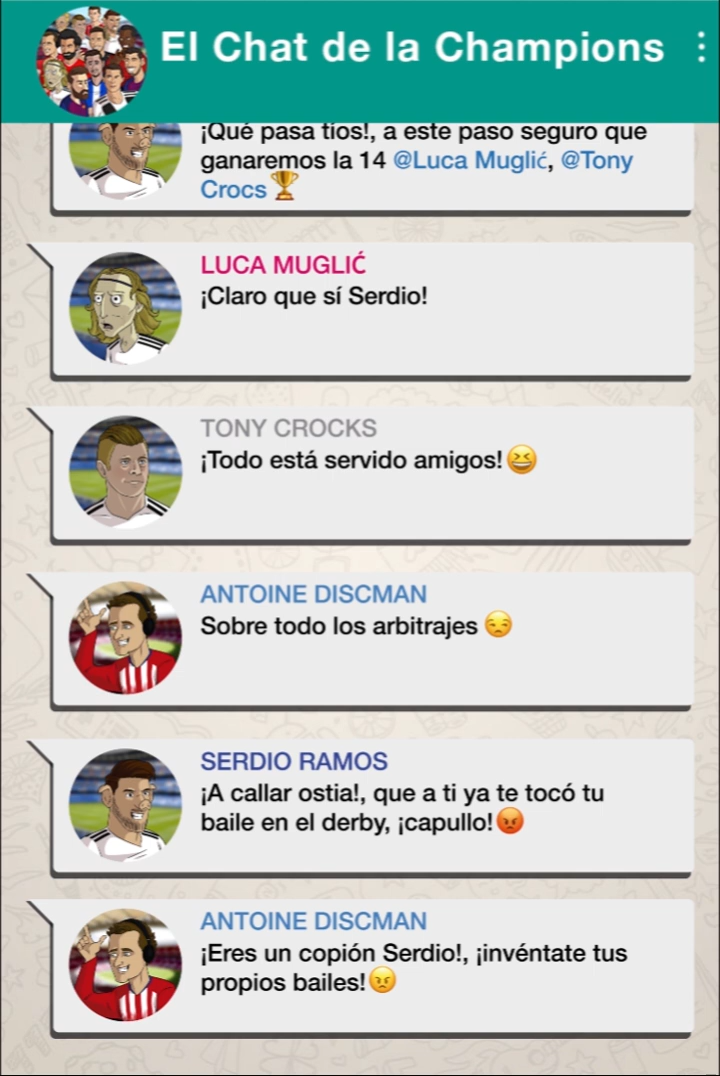 El Chat de la Champions
¡Qué pasa tíos!, a este paso seguro que
ganaremos la 14 @Luca Muglić, @Tony
Crocs 🏆
LUCA MUGLIĆ
¡Claro que sí Serdio!
TONY CROCKS
¡Todo está servido amigos!😆
ANTOINE DISCMAN
Sobre todo los arbitrajes 😒
SERDIO RAMOS
¡A callar ostia!, que a ti ya te tocó tu
baile en el derby, ¡capullo!😡
ANTOINE DISCMAN
¡Eres un copión Serdio!, ¡invéntate tus
propios bailes!😠